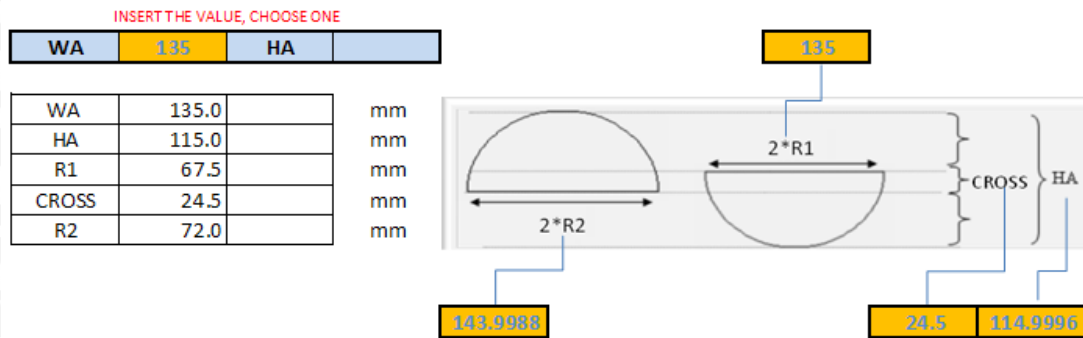 INSERT THE VALUE, CHOOSE ONE
WA 135 HA
135
WA 135.0 mm
HA 115.0 mm
R1 67.5 mm
CROSS 24.5 mm
R2 72.0 mm
2*R1
CROSS HA
2*R2
143.9988 24.5 114.9996